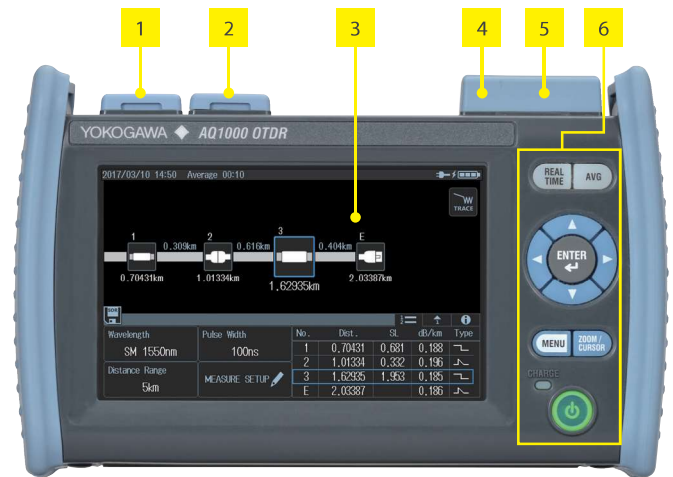 1 2 3 4 5 6
YOKOGAWA AQ1000 OTDR
2017/03/10 14:50 Average 00:10
REAL TIME AVG
TRACE
1 0.309km 2 0.616km 3 0.404km E
ENTER
0.70431km 1.01334km 1.62935km 2.03387km
SOR
Wavelength Pulse Width No. Dist. SL dB/km Type
SM 1550nm 100ns 1 0.70431 0.681 0.188
2 1.01334 0.332 0.196
Distance Range MEASURE SETUP 3 1.62935 1.953 0.185
5km E 2.03387 0.186
MENU ZOOM / CURSOR
CHARGE